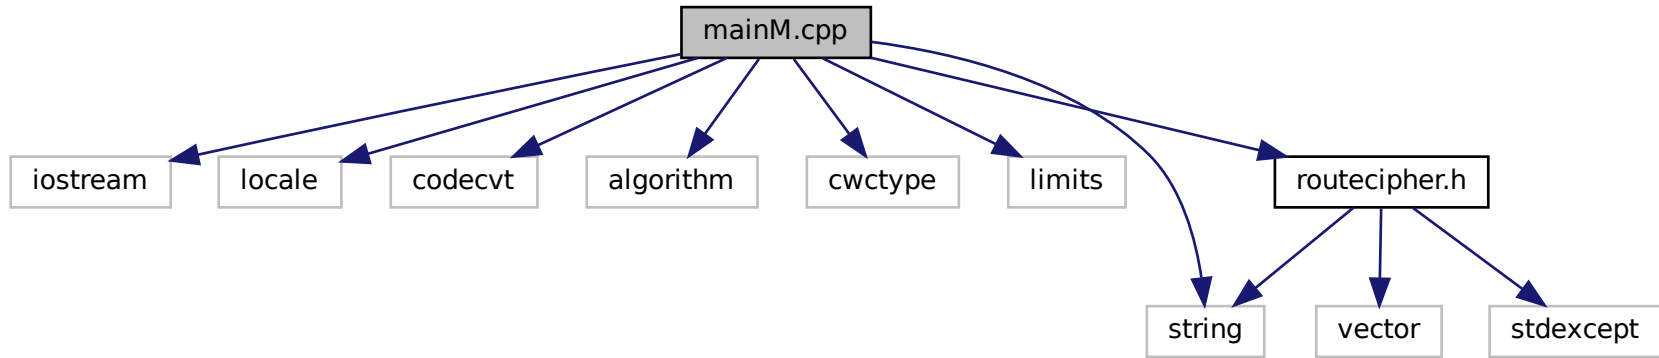 mainM.cpp
iostream
locale
codecvt
algorithm
cwctype
limits
routecipher.h
string
vector
stdexcept